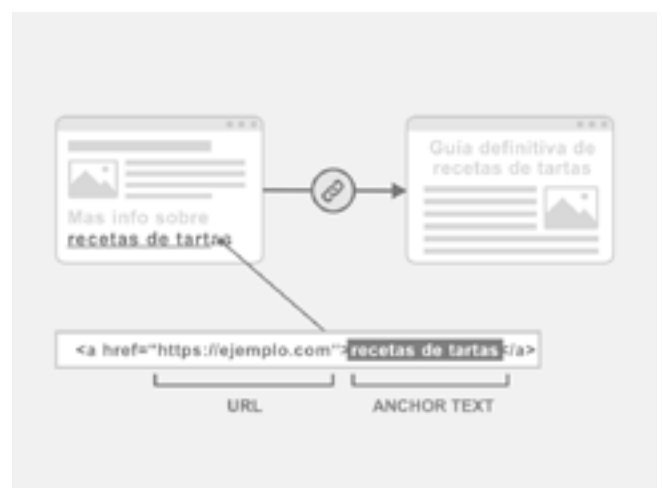 Mas info sobre
recetas de tartas
Guía definitiva de
recetas de tartas
<a href="https://ejemplo.com">recetas de tartas</a>
URL
ANCHOR TEXT